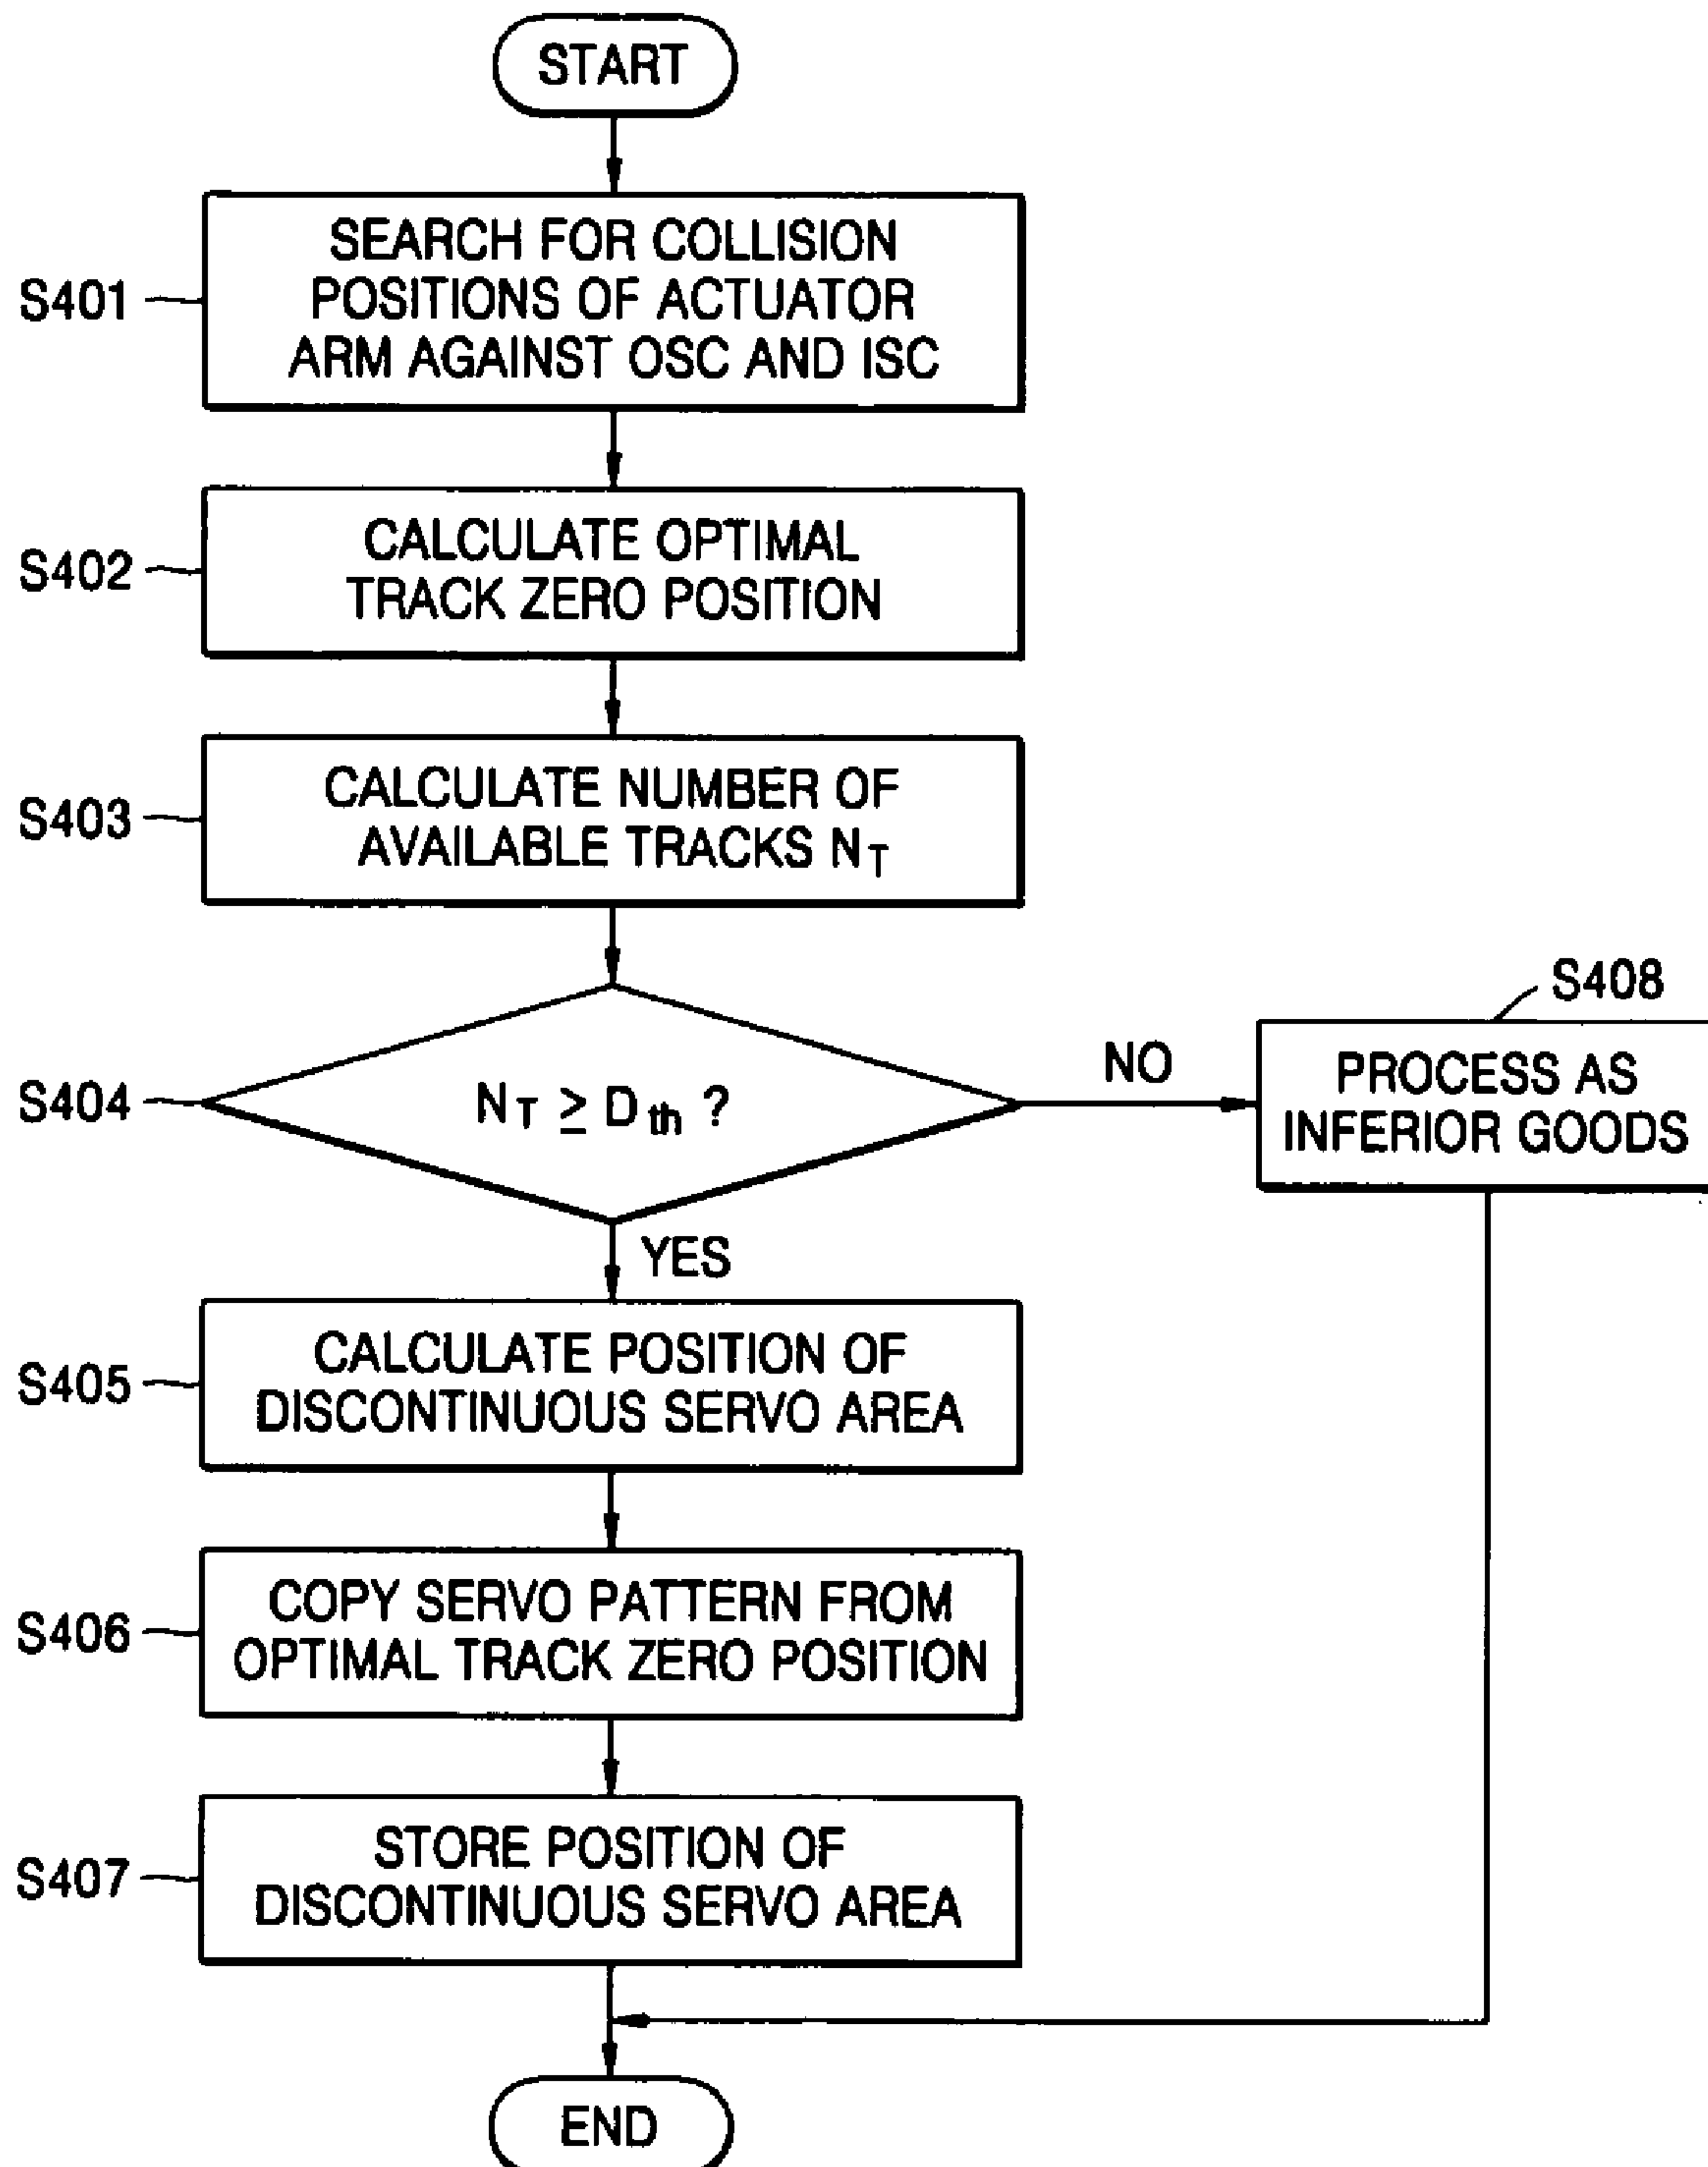 START
S401
SEARCH FOR COLLISION
POSITIONS OF ACTUATOR
ARM AGAINST OSC AND ISC
S402
CALCULATE OPTIMAL
TRACK ZERO POSITION
S403
CALCULATE NUMBER OF
AVAILABLE TRACKS N_T
S404
N_T ≥ D_th ?
NO
S408
PROCESS AS
INFERIOR GOODS
YES
S405
CALCULATE POSITION OF
DISCONTINUOUS SERVO AREA
S406
COPY SERVO PATTERN FROM
OPTIMAL TRACK ZERO POSITION
S407
STORE POSITION OF
DISCONTINUOUS SERVO AREA
END